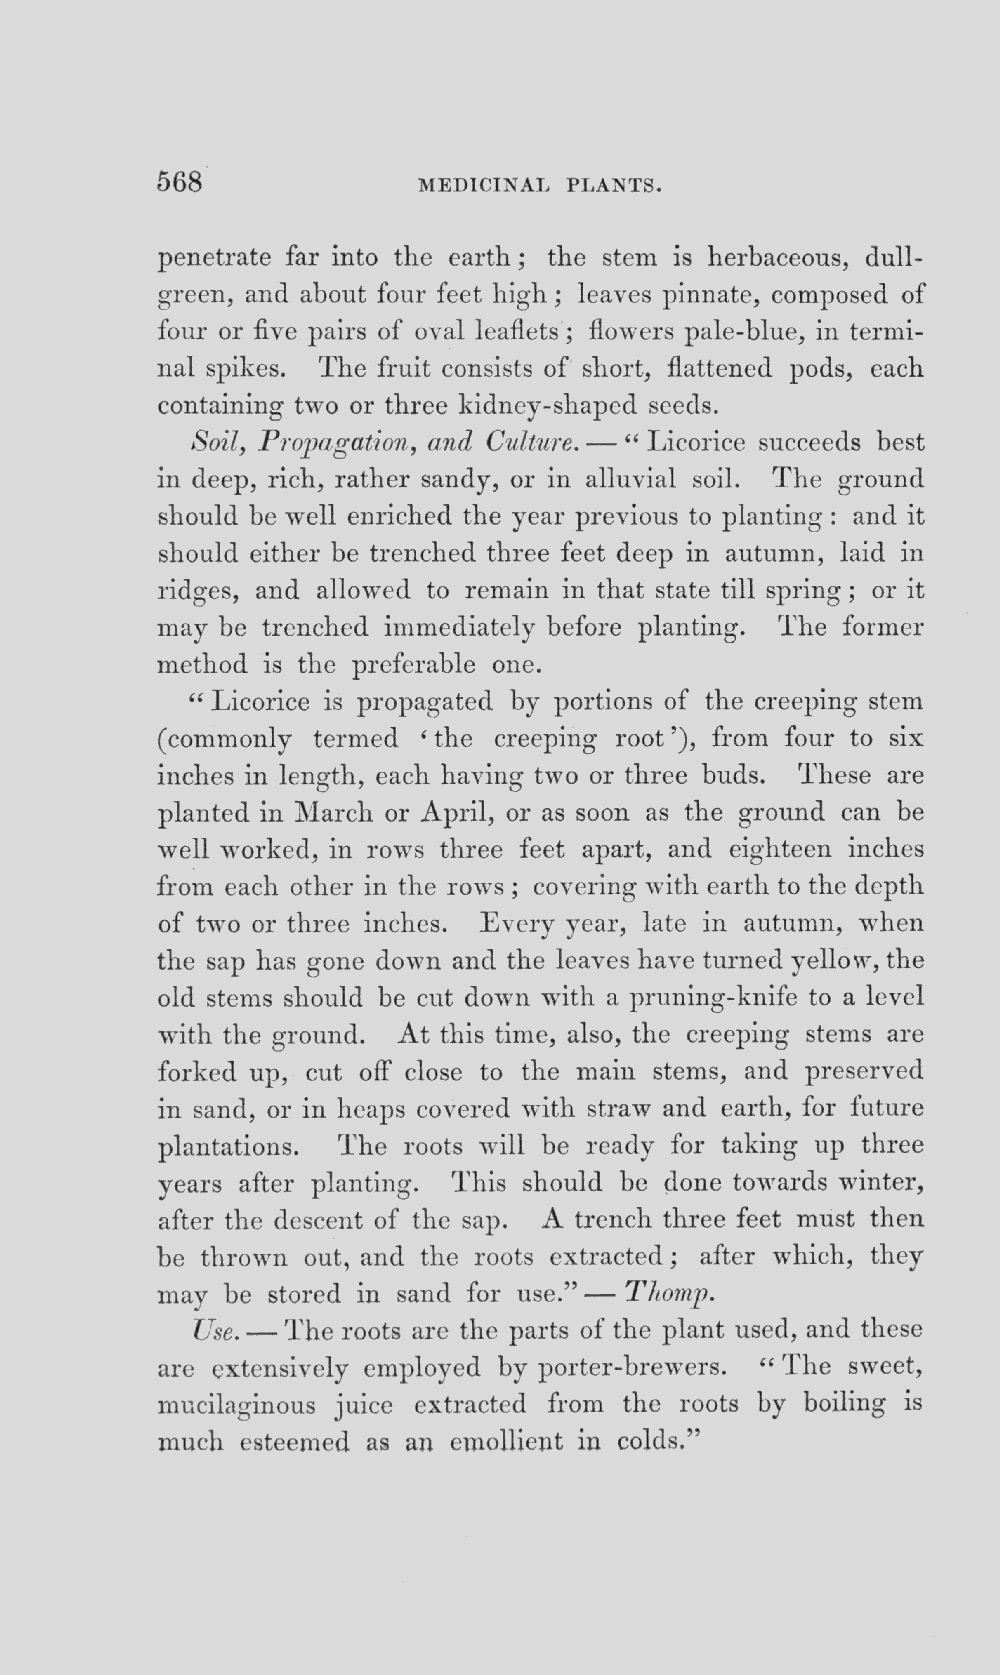 568 MEDICINAL PLANTS.
penetrate far into the earth; the stem is herbaceous, dull-
green, and about four feet high; leaves pinnate, composed of
four or five pairs of oval leaflets; flowers pale-blue, in termi-
nal spikes. The fruit consists of short, flattened pods, each
containing two or three kidney-shaped seeds.
Soil, Propagation, and Culture. — “Licorice succeeds best
in deep, rich, rather sandy, or in alluvial soil. The ground
should be well enriched the year previous to planting: and it
should either be trenched three feet deep in autumn, laid in
ridges, and allowed to remain in that state till spring; or it
may be trenched immediately before planting. The former
method is the preferable one.
“Licorice is propagated by portions of the creeping stem
(commonly termed ‘the creeping root’), from four to six
inches in length, each having two or three buds. These are
planted in March or April, or as soon as the ground can be
well worked, in rows three feet apart, and eighteen inches
from each other in the rows; covering with earth to the depth
of two or three inches. Every year, late in autumn, when
the sap has gone down and the leaves have turned yellow, the
old stems should be cut down with a pruning-knife to a level
with the ground. At this time, also, the creeping stems are
forked up, cut off close to the main stems, and preserved
in sand, or in heaps covered with straw and earth, for future
plantations. The roots will be ready for taking up three
years after planting. This should be done towards winter,
after the descent of the sap. A trench three feet must then
be thrown out, and the roots extracted; after which, they
may be stored in sand for use.” — Thomp.
Use. — The roots are the parts of the plant used, and these
are extensively employed by porter-brewers. “The sweet,
mucilaginous juice extracted from the roots by boiling is
much esteemed as an emollient in colds.”